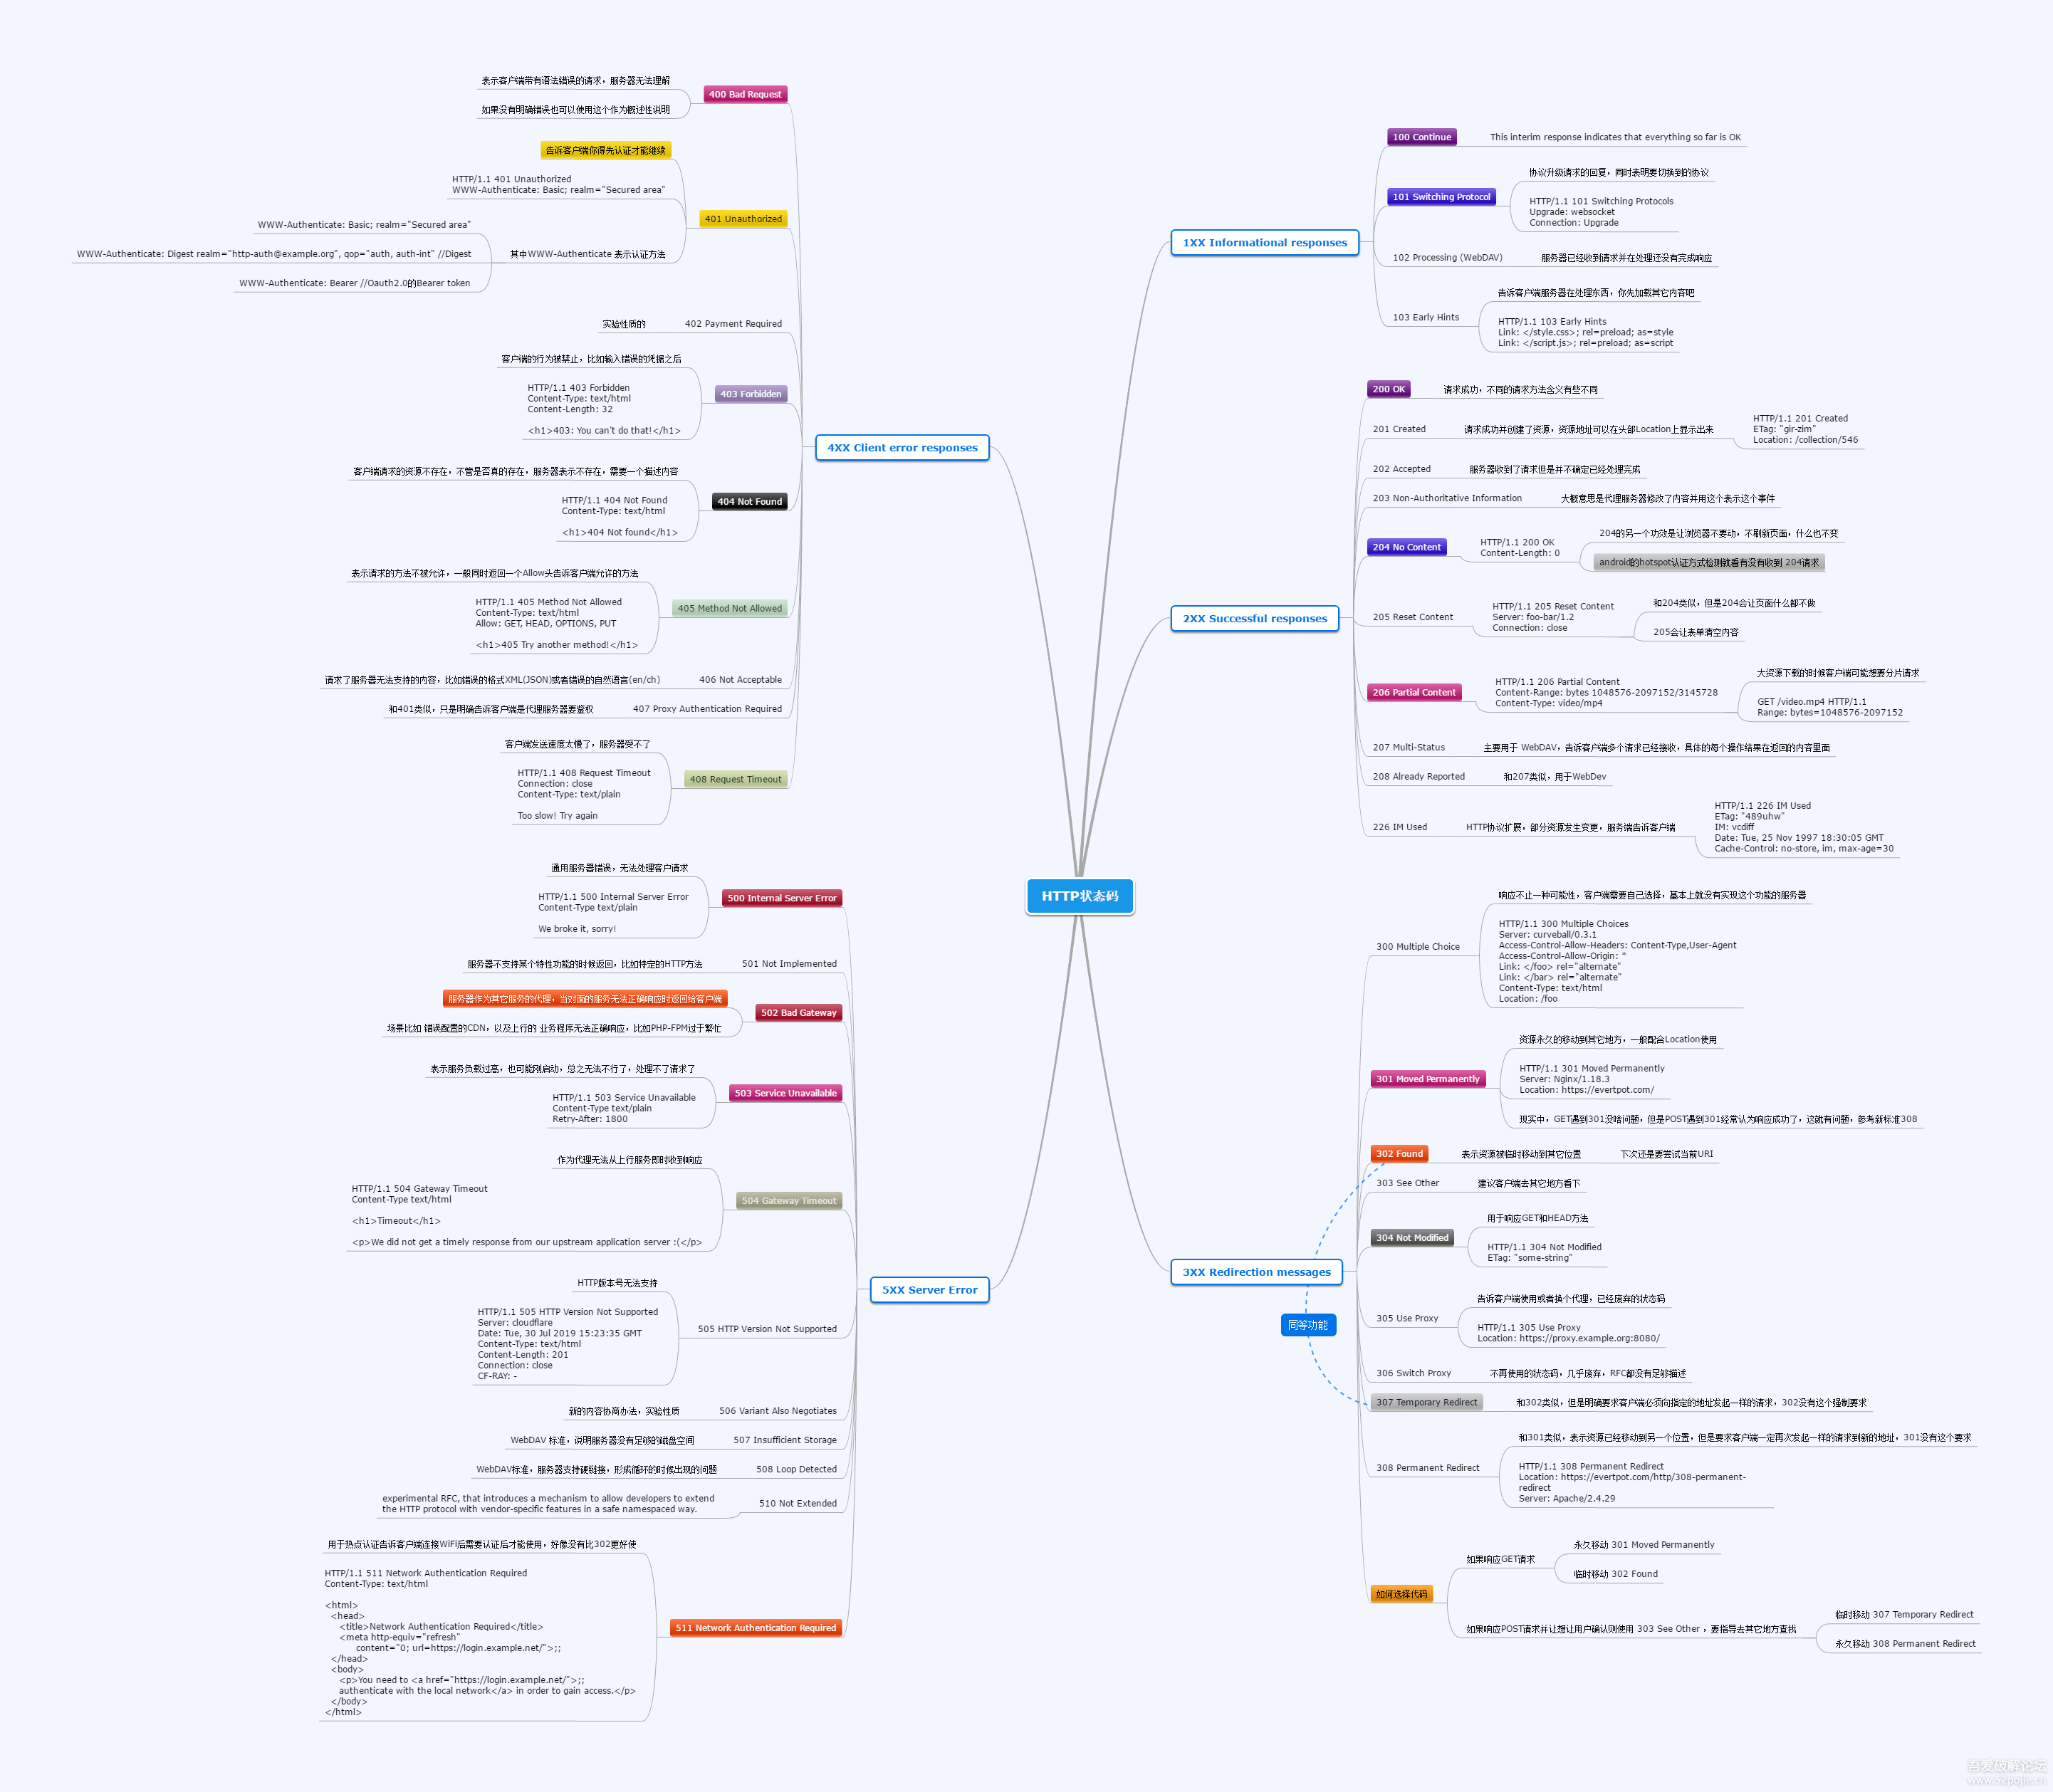 HTTP状态码
1XX Informational responses
100 Continue
This interim response indicates that everything so far is OK
101 Switching Protocol
协议升级请求的回复，同时表明要切换到的协议
HTTP/1.1 101 Switching Protocols
Upgrade: websocket
Connection: Upgrade
102 Processing (WebDAV)
服务器已经收到请求并在处理还没有完成响应
103 Early Hints
告诉客户端服务器在处理东西，你先加载其它内容吧
HTTP/1.1 103 Early Hints
Link: </style.css>; rel=preload; as=style
Link: </script.js>; rel=preload; as=script
2XX Successful responses
200 OK
请求成功，不同的请求方法含义有些不同
201 Created
请求成功并创建了资源，资源地址可以在头部Location上显示出来
HTTP/1.1 201 Created
ETag: "gir-zim"
Location: /collection/546
202 Accepted
服务器收到了请求但是并不确定已经处理完成
203 Non-Authoritative Information
大概意思是代理服务器修改了内容并用这个表示这个事件
204 No Content
HTTP/1.1 200 OK
Content-Length: 0
204的另一个功效是让浏览器不要动，不刷新页面，什么也不变
android的hotspot认证方式检测就看有没有收到 204请求
205 Reset Content
HTTP/1.1 205 Reset Content
Server: foo-bar/1.2
Connection: close
和204类似，但是204会让页面什么都不做
205会让表单清空内容
206 Partial Content
HTTP/1.1 206 Partial Content
Content-Range: bytes 1048576-2097152/3145728
Content-Type: video/mp4
大资源下载的时候客户端可能想要分片请求
GET /video.mp4 HTTP/1.1
Range: bytes=1048576-2097152
207 Multi-Status
主要用于 WebDAV，告诉客户端多个请求已经接收，具体的每个操作结果在返回的内容里面
208 Already Reported
和207类似，用于WebDev
226 IM Used
HTTP协议扩展，部分资源发生变更，服务端告诉客户端
HTTP/1.1 226 IM Used
ETag: "489uhw"
IM: vcdiff
Date: Tue, 25 Nov 1997 18:30:05 GMT
Cache-Control: no-store, im, max-age=30
3XX Redirection messages
300 Multiple Choice
响应不止一种可能性，客户端需要自己选择，基本上就没有实现这个功能的服务器
HTTP/1.1 300 Multiple Choices
Server: curveball/0.3.1
Access-Control-Allow-Headers: Content-Type,User-Agent
Access-Control-Allow-Origin: *
Link: </foo> rel="alternate"
Link: </bar> rel="alternate"
Content-Type: text/html
Location: /foo
301 Moved Permanently
资源永久的移动到其它地方，一般配合Location使用
HTTP/1.1 301 Moved Permanently
Server: Nginx/1.18.3
Location: https://evertpot.com/
现实中，GET遇到301没啥问题，但是POST遇到301经常认为响应成功了，这就有问题，参考新标准308
302 Found
表示资源被临时移动到其它位置
下次还是要尝试当前URI
303 See Other
建议客户端去其它地方看下
304 Not Modified
用于响应GET和HEAD方法
HTTP/1.1 304 Not Modified
ETag: "some-string"
305 Use Proxy
告诉客户端使用或者换个代理，已经废弃的状态码
HTTP/1.1 305 Use Proxy
Location: https://proxy.example.org:8080/
306 Switch Proxy
不再使用的状态码，几乎废弃，RFC都没有足够描述
307 Temporary Redirect
和302类似，但是明确要求客户端必须向指定的地址发起一样的请求，302没有这个强制要求
同等功能
308 Permanent Redirect
和301类似，表示资源已经移动到另一个位置，但是要求客户端一定再次发起一样的请求到新的地址，301没有这个要求
HTTP/1.1 308 Permanent Redirect
Location: https://evertpot.com/http/308-permanent-
redirect
Server: Apache/2.4.29
如何选择代码
如果响应GET请求
永久移动 301 Moved Permanently
临时移动 302 Found
如果响应POST请求并让想让用户确认则使用 303 See Other ，要指导去其它地方查找
临时移动 307 Temporary Redirect
永久移动 308 Permanent Redirect
4XX Client error responses
400 Bad Request
表示客户端带有语法错误的请求，服务器无法理解
如果没有明确错误也可以使用这个作为概述性说明
401 Unauthorized
告诉客户端你得先认证才能继续
HTTP/1.1 401 Unauthorized
WWW-Authenticate: Basic; realm="Secured area"
其中WWW-Authenticate 表示认证方法
WWW-Authenticate: Basic; realm="Secured area"
WWW-Authenticate: Digest realm="http-auth@example.org", qop="auth, auth-int" //Digest
WWW-Authenticate: Bearer //Oauth2.0的Bearer token
402 Payment Required
实验性质的
403 Forbidden
客户端的行为被禁止，比如输入错误的凭据之后
HTTP/1.1 403 Forbidden
Content-Type: text/html
Content-Length: 32
<h1>403: You can't do that!</h1>
404 Not Found
客户端请求的资源不存在，不管是否真的存在，服务器表示不存在，需要一个描述内容
HTTP/1.1 404 Not Found
Content-Type: text/html
<h1>404 Not found</h1>
405 Method Not Allowed
表示请求的方法不被允许，一般同时返回一个Allow头告诉客户端允许的方法
HTTP/1.1 405 Method Not Allowed
Content-Type: text/html
Allow: GET, HEAD, OPTIONS, PUT
<h1>405 Try another method!</h1>
406 Not Acceptable
请求了服务器无法支持的内容，比如错误的格式XML(JSON)或者错误的自然语言(en/ch)
407 Proxy Authentication Required
和401类似，只是明确告诉客户端是代理服务器要鉴权
408 Request Timeout
客户端发送速度太慢了，服务器受不了
HTTP/1.1 408 Request Timeout
Connection: close
Content-Type: text/plain
Too slow! Try again
5XX Server Error
500 Internal Server Error
通用服务器错误，无法处理客户请求
HTTP/1.1 500 Internal Server Error
Content-Type text/plain
We broke it, sorry!
501 Not Implemented
服务器不支持某个特性功能的时候返回，比如特定的HTTP方法
502 Bad Gateway
服务器作为其它服务的代理，当对面的服务无法正确响应时返回给客户端
场景比如 错误配置的CDN，以及上行的 业务程序无法正确响应，比如PHP-FPM过于繁忙
503 Service Unavailable
表示服务负载过高，也可能刚启动，总之无法不行了，处理不了请求了
HTTP/1.1 503 Service Unavailable
Content-Type text/plain
Retry-After: 1800
504 Gateway Timeout
作为代理无法从上行服务即时收到响应
HTTP/1.1 504 Gateway Timeout
Content-Type text/html
<h1>Timeout</h1>
<p>We did not get a timely response from our upstream application server :(</p>
505 HTTP Version Not Supported
HTTP版本号无法支持
HTTP/1.1 505 HTTP Version Not Supported
Server: cloudflare
Date: Tue, 30 Jul 2019 15:23:35 GMT
Content-Type: text/html
Content-Length: 201
Connection: close
CF-RAY: -
506 Variant Also Negotiates
新的内容协商办法，实验性质
507 Insufficient Storage
WebDAV 标准，说明服务器没有足够的磁盘空间
508 Loop Detected
WebDAV标准，服务器支持硬链接，形成循环的时候出现的问题
510 Not Extended
experimental RFC, that introduces a mechanism to allow developers to extend
the HTTP protocol with vendor-specific features in a safe namespaced way.
511 Network Authentication Required
用于热点认证告诉客户端连接WiFi后需要认证后才能使用，好像没有比302更好使
HTTP/1.1 511 Network Authentication Required
Content-Type: text/html
<html>
<head>
<title>Network Authentication Required</title>
<meta http-equiv="refresh"
content="0; url=https://login.example.net/">;;
</head>
<body>
<p>You need to <a href="https://login.example.net/">;;
authenticate with the local network</a> in order to gain access.</p>
</body>
</html>
吾爱破解论坛
www.52pojie.cn